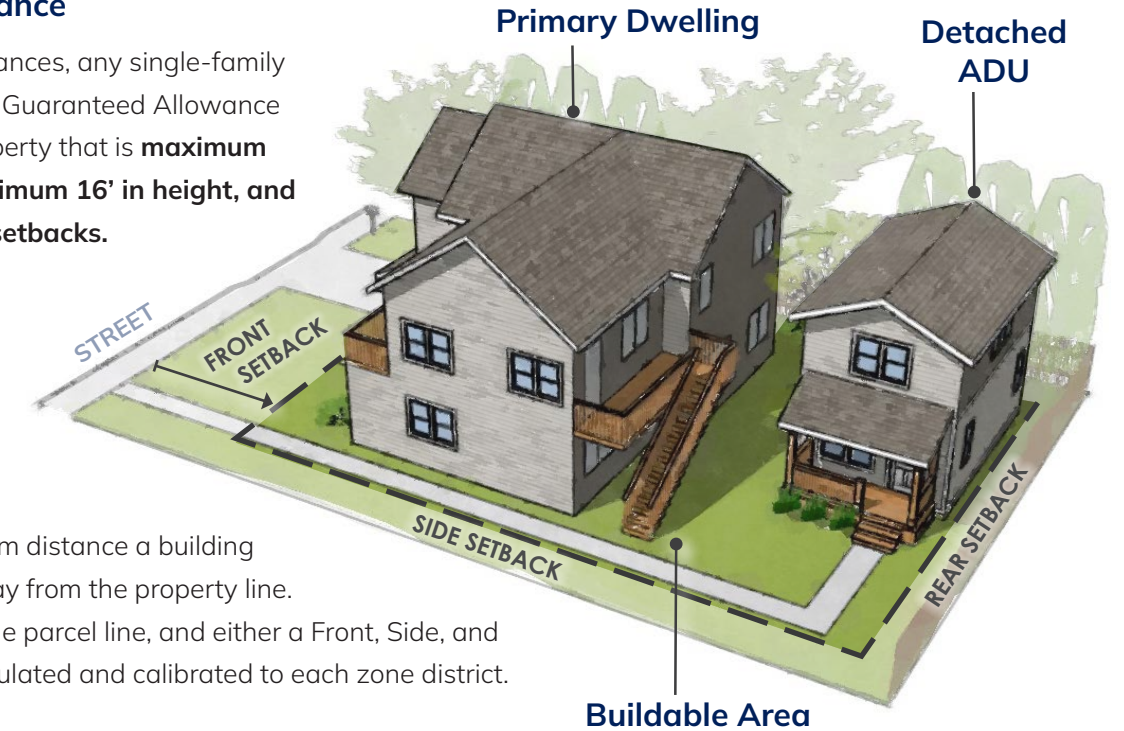 ance
ances, any single-family
Guaranteed Allowance
perty that is maximum
imum 16' in height, and
setbacks.
Primary Dwelling
Detached
ADU
STREET
FRONT
SETBACK
SIDE SETBACK
REAR SETBACK
m distance a building
ay from the property line.
e parcel line, and either a Front, Side, and
ulated and calibrated to each zone district.
Buildable Area